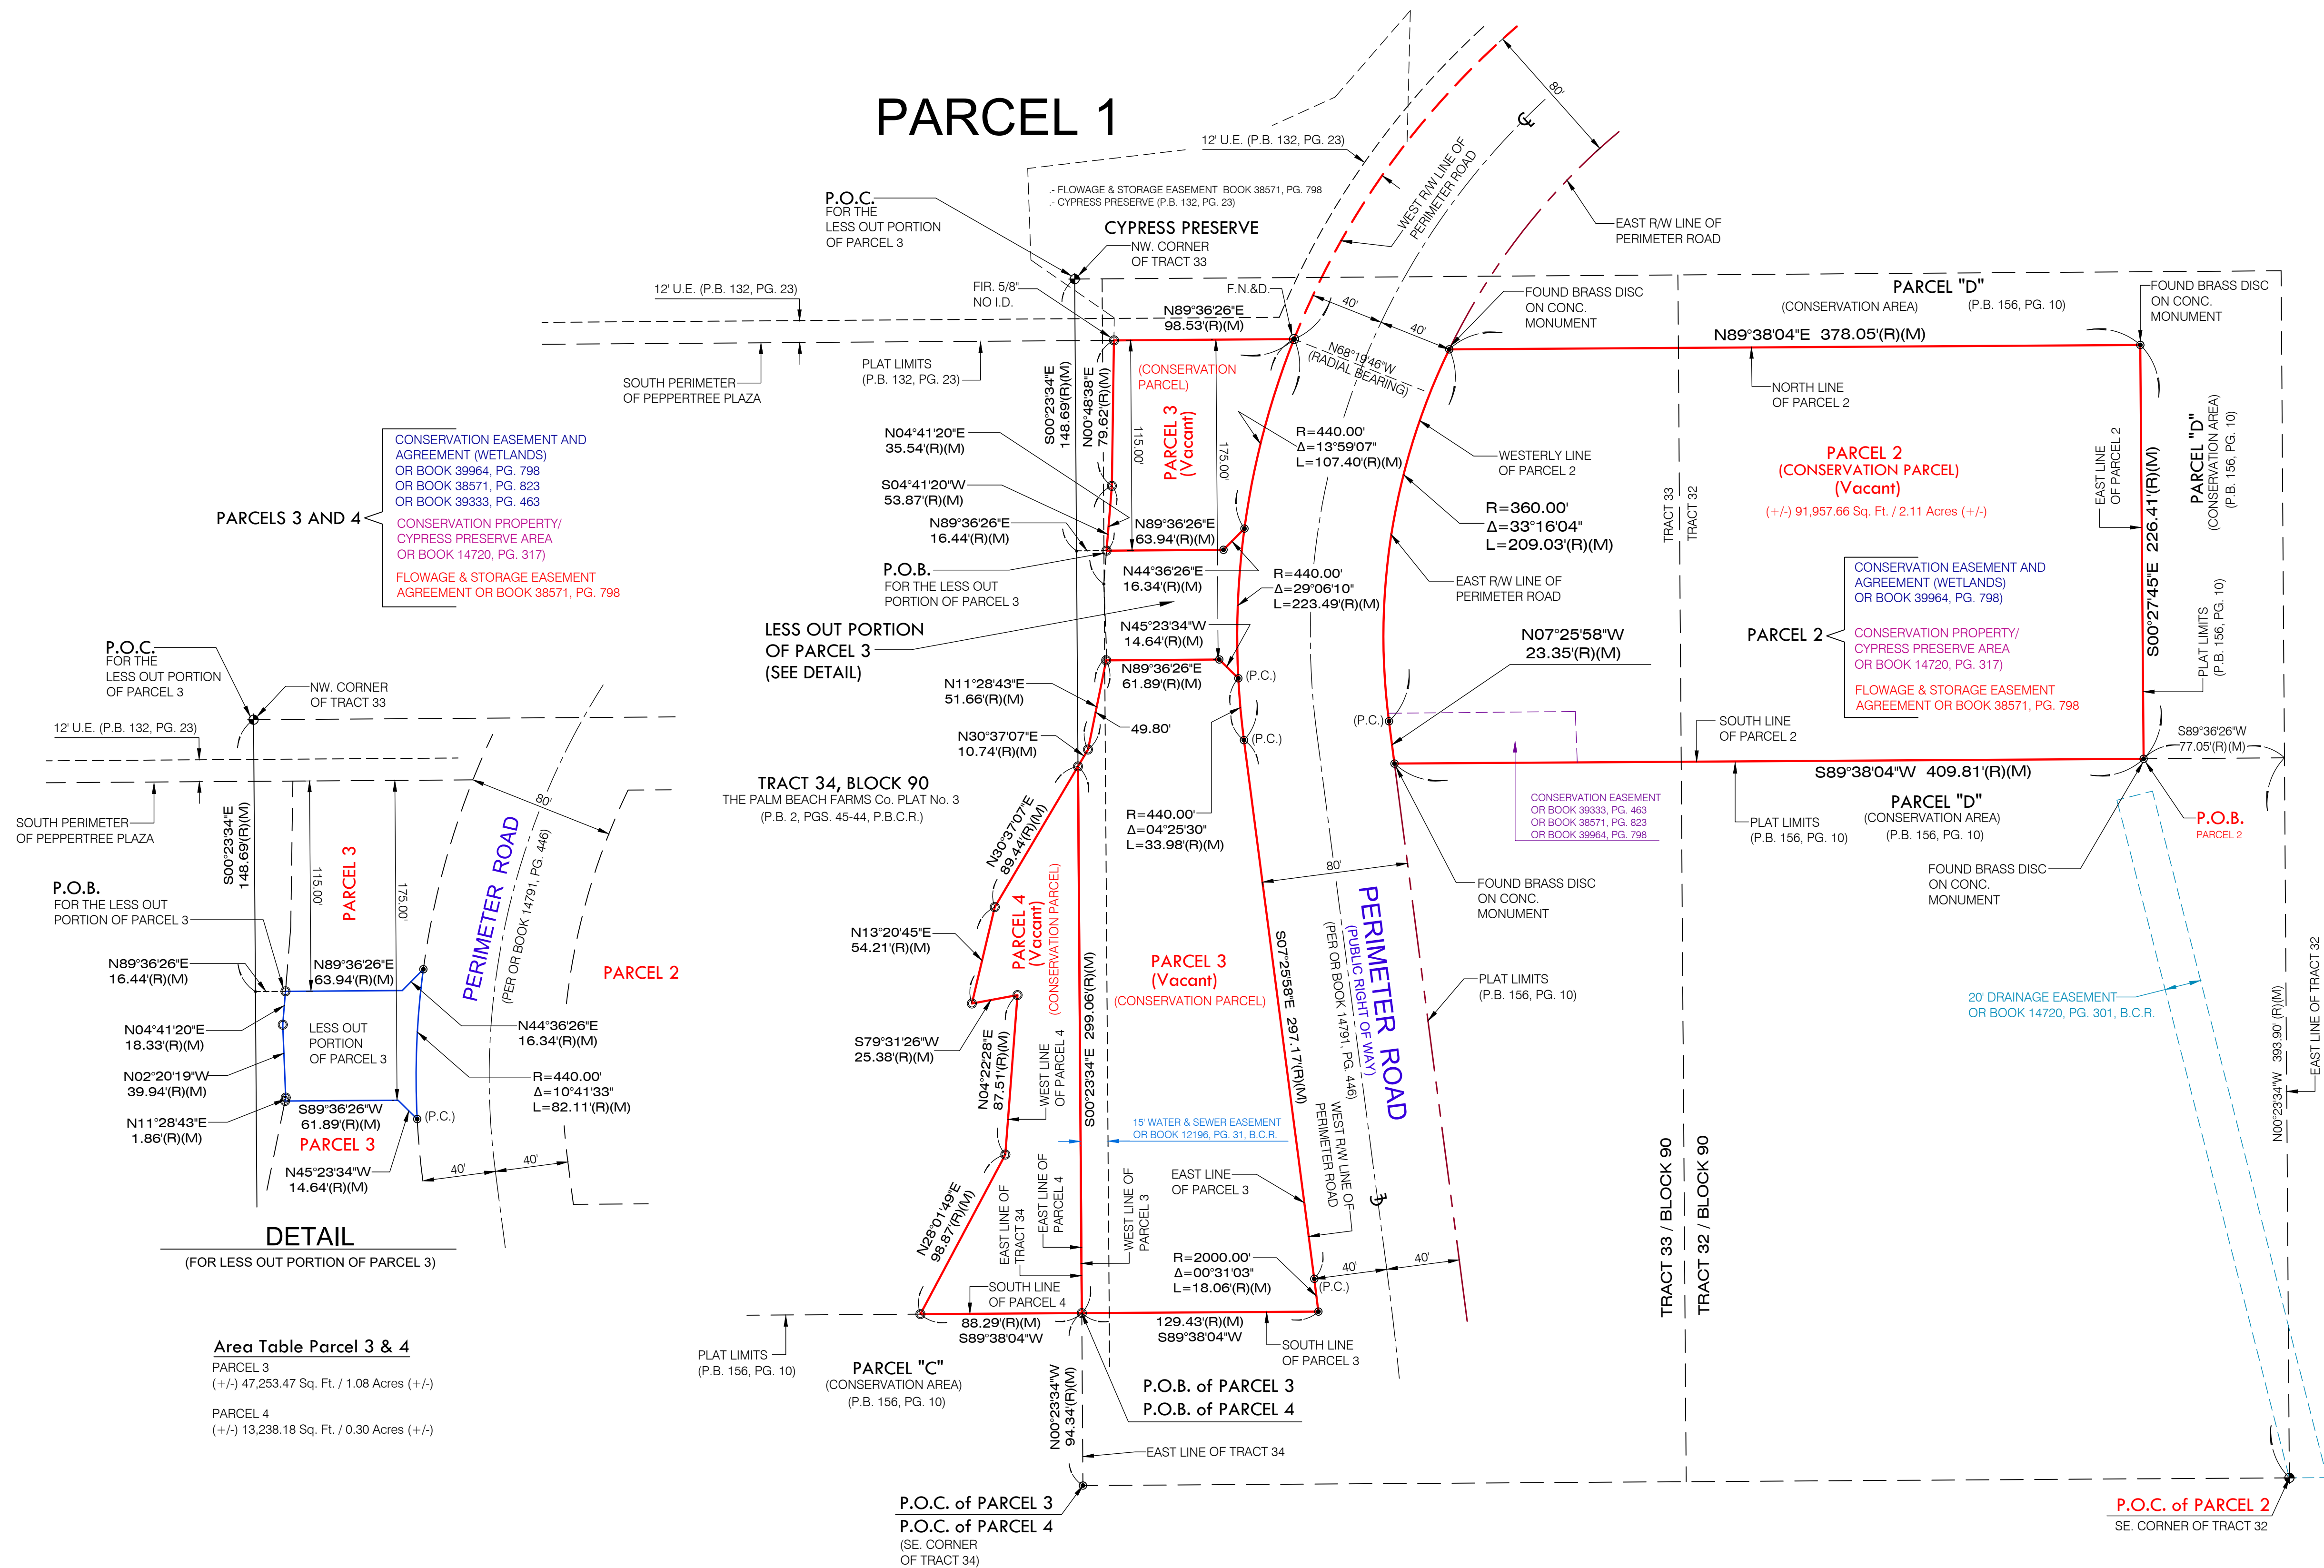 PARCEL 1
12' U.E. (P.B. 132, PG. 23)
.- FLOWAGE & STORAGE EASEMENT BOOK 38571, PG. 798
.- CYPRESS PRESERVE (P.B. 132, PG. 23)
CYPRESS PRESERVE
NW. CORNER
OF TRACT 33
P.O.C.
FOR THE
LESS OUT PORTION
OF PARCEL 3
80'
WEST R/W LINE OF
PERIMETER ROAD
EAST R/W LINE OF
PERIMETER ROAD
12' U.E. (P.B. 132, PG. 23)
FIR. 5/8"
NO I.D.
F.N.&D.
N89°36'26"E
98.53'(R)(M)
40'
40'
N68°19'46"W
(RADIAL BEARING)
FOUND BRASS DISC
ON CONC.
MONUMENT
PARCEL "D"
(CONSERVATION AREA)
(P.B. 156, PG. 10)
FOUND BRASS DISC
ON CONC.
MONUMENT
N89°38'04"E 378.05'(R)(M)
NORTH LINE
OF PARCEL 2
SOUTH PERIMETER
OF PEPPERTREE PLAZA
PLAT LIMITS
(P.B. 132, PG. 23)
S00°23'34"E
148.69'(R)(M)
N00°48'38"E
79.62'(R)(M)
(CONSERVATION
PARCEL)
115.00'
PARCEL 3
(Vacant)
175.00'
R=440.00'
Δ=13°59'07"
L=107.40'(R)(M)
WESTERLY LINE
OF PARCEL 2
R=360.00'
Δ=33°16'04"
L=209.03'(R)(M)
EAST R/W LINE OF
PERIMETER ROAD
TRACT 33
TRACT 32
PARCEL 2
(CONSERVATION PARCEL)
(Vacant)
(+/-) 91,957.66 Sq. Ft. / 2.11 Acres (+/-)
EAST LINE
OF PARCEL 2
S00°27'45"E 226.41'(R)(M)
PARCEL "D"
(CONSERVATION AREA)
(P.B. 156, PG. 10)
PLAT LIMITS
(P.B. 156, PG. 10)
PARCELS 3 AND 4
CONSERVATION EASEMENT AND
AGREEMENT (WETLANDS)
OR BOOK 39964, PG. 798
OR BOOK 38571, PG. 823
OR BOOK 39333, PG. 463
CONSERVATION PROPERTY/
CYPRESS PRESERVE AREA
OR BOOK 14720, PG. 317)
FLOWAGE & STORAGE EASEMENT
AGREEMENT OR BOOK 38571, PG. 798
N04°41'20"E
35.54'(R)(M)
S04°41'20"W
53.87'(R)(M)
N89°36'26"E
16.44'(R)(M)
N89°36'26"E
63.94'(R)(M)
P.O.B.
FOR THE LESS OUT
PORTION OF PARCEL 3
N44°36'26"E
16.34'(R)(M)
R=440.00'
Δ=29°06'10"
L=223.49'(R)(M)
LESS OUT PORTION
OF PARCEL 3
(SEE DETAIL)
N45°23'34"W
14.64'(R)(M)
N89°36'26"E
61.89'(R)(M)
(P.C.)
N11°28'43"E
51.66'(R)(M)
49.80'
N30°37'07"E
10.74'(R)(M)
(P.C.)
(P.C.)
N07°25'58"W
23.35'(R)(M)
PARCEL 2
CONSERVATION EASEMENT AND
AGREEMENT (WETLANDS)
OR BOOK 39964, PG. 798)
CONSERVATION PROPERTY/
CYPRESS PRESERVE AREA
OR BOOK 14720, PG. 317)
FLOWAGE & STORAGE EASEMENT
AGREEMENT OR BOOK 38571, PG. 798
SOUTH LINE
OF PARCEL 2
S89°36'26"W
77.05'(R)(M)
S89°38'04"W 409.81'(R)(M)
TRACT 34, BLOCK 90
THE PALM BEACH FARMS Co. PLAT No. 3
(P.B. 2, PGS. 45-44, P.B.C.R.)
R=440.00'
Δ=04°25'30"
L=33.98'(R)(M)
CONSERVATION EASEMENT
OR BOOK 39333, PG. 463
OR BOOK 38571, PG. 823
OR BOOK 39964, PG. 798
PLAT LIMITS
(P.B. 156, PG. 10)
PARCEL "D"
(CONSERVATION AREA)
(P.B. 156, PG. 10)
P.O.B.
PARCEL 2
FOUND BRASS DISC
ON CONC.
MONUMENT
FOUND BRASS DISC
ON CONC.
MONUMENT
N30°37'07"E
89.44'(R)(M)
80'
N13°20'45"E
54.21'(R)(M)
PARCEL 4
(Vacant)
(CONSERVATION PARCEL)
S79°31'26"W
25.38'(R)(M)
S00°23'34"E 299.06'(R)(M)
PARCEL 3
(Vacant)
(CONSERVATION PARCEL)
S07°25'58"E 297.17'(R)(M)
PERIMETER ROAD
(PUBLIC RIGHT OF WAY)
(PER OR BOOK 14791, PG. 446)
WEST R/W LINE OF
PERIMETER ROAD
PLAT LIMITS
(P.B. 156, PG. 10)
20' DRAINAGE EASEMENT
OR BOOK 14720, PG. 301, B.C.R.
N00°23'34"W 393.90' (R)(M)
EAST LINE OF TRACT 32
N04°22'28"E
87.51'(R)(M)
WEST LINE
OF PARCEL 4
15' WATER & SEWER EASEMENT
OR BOOK 12196, PG. 31, B.C.R.
EAST LINE
OF PARCEL 3
N28°01'49"E
98.87'(R)(M)
EAST LINE OF
TRACT 34
EAST LINE OF
PARCEL 4
WEST LINE OF
PARCEL 3
R=2000.00'
Δ=00°31'03"
L=18.06'(R)(M)
(P.C.)
40'
40'
TRACT 33 / BLOCK 90
TRACT 32 / BLOCK 90
SOUTH LINE
OF PARCEL 4
88.29'(R)(M)
S89°38'04"W
129.43'(R)(M)
S89°38'04"W
SOUTH LINE
OF PARCEL 3
PLAT LIMITS
(P.B. 156, PG. 10)
PARCEL "C"
(CONSERVATION AREA)
(P.B. 156, PG. 10)
N00°23'34"W
94.34'(R)(M)
P.O.B. of PARCEL 3
P.O.B. of PARCEL 4
EAST LINE OF TRACT 34
P.O.C. of PARCEL 3
P.O.C. of PARCEL 4
(SE. CORNER
OF TRACT 34)
P.O.C. of PARCEL 2
SE. CORNER OF TRACT 32
P.O.C.
FOR THE
LESS OUT PORTION
OF PARCEL 3
NW. CORNER
OF TRACT 33
12' U.E. (P.B. 132, PG. 23)
SOUTH PERIMETER
OF PEPPERTREE PLAZA
S00°23'34"E
148.69'(R)(M)
80'
115.00'
PARCEL 3
175.00'
PERIMETER ROAD
(PER OR BOOK 14791, PG. 446)
P.O.B.
FOR THE LESS OUT
PORTION OF PARCEL 3
N89°36'26"E
16.44'(R)(M)
N89°36'26"E
63.94'(R)(M)
PARCEL 2
N04°41'20"E
18.33'(R)(M)
LESS OUT
PORTION
OF PARCEL 3
N44°36'26"E
16.34'(R)(M)
N02°20'19"W
39.94'(R)(M)
R=440.00'
Δ=10°41'33"
L=82.11'(R)(M)
N11°28'43"E
1.86'(R)(M)
S89°36'26"W
61.89'(R)(M)
(P.C.)
PARCEL 3
N45°23'34"W
14.64'(R)(M)
40'
40'
DETAIL
(FOR LESS OUT PORTION OF PARCEL 3)
Area Table Parcel 3 & 4
PARCEL 3
(+/-) 47,253.47 Sq. Ft. / 1.08 Acres (+/-)
PARCEL 4
(+/-) 13,238.18 Sq. Ft. / 0.30 Acres (+/-)